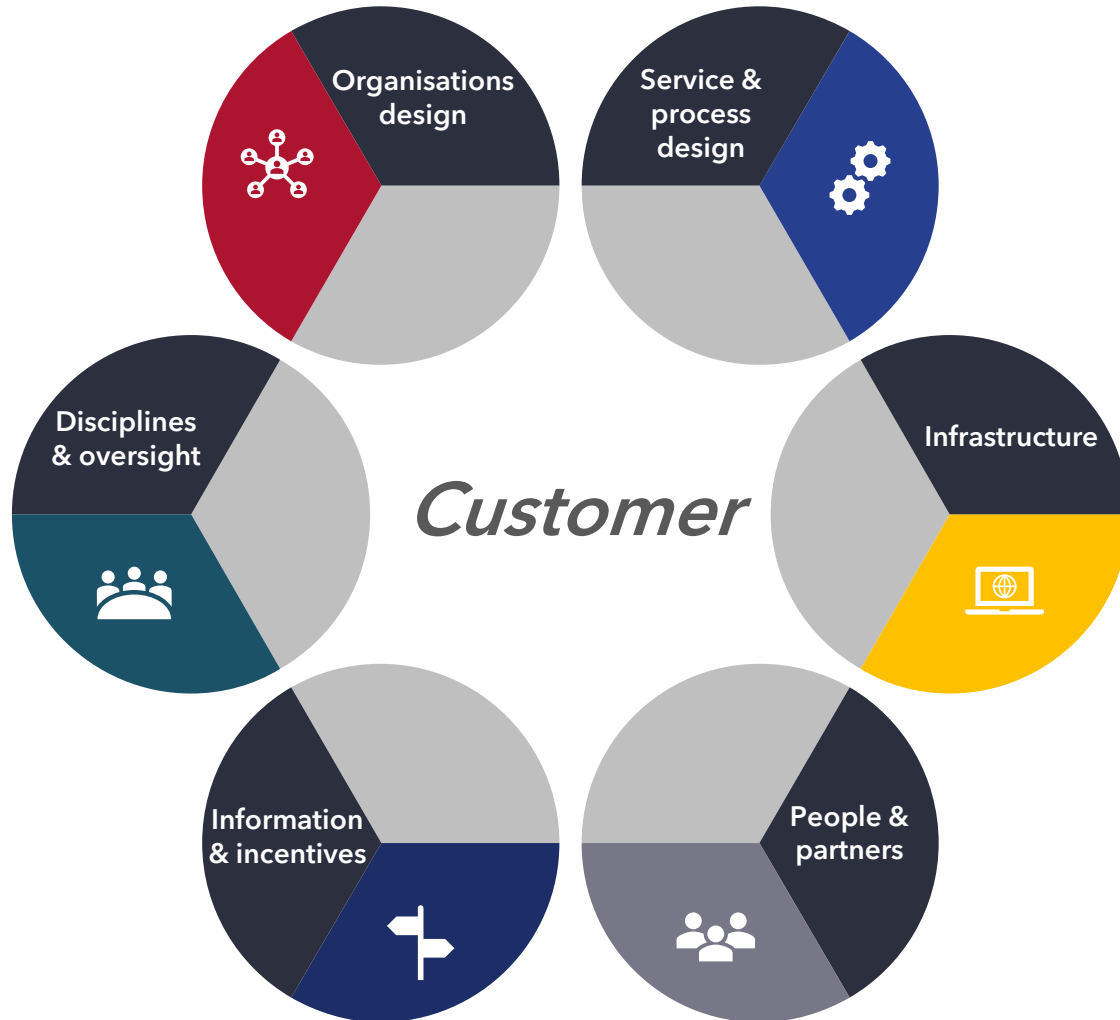 Organisations
design
Service &
process
design
Disciplines
& oversight
Infrastructure
Customer
Information
& incentives
People &
partners